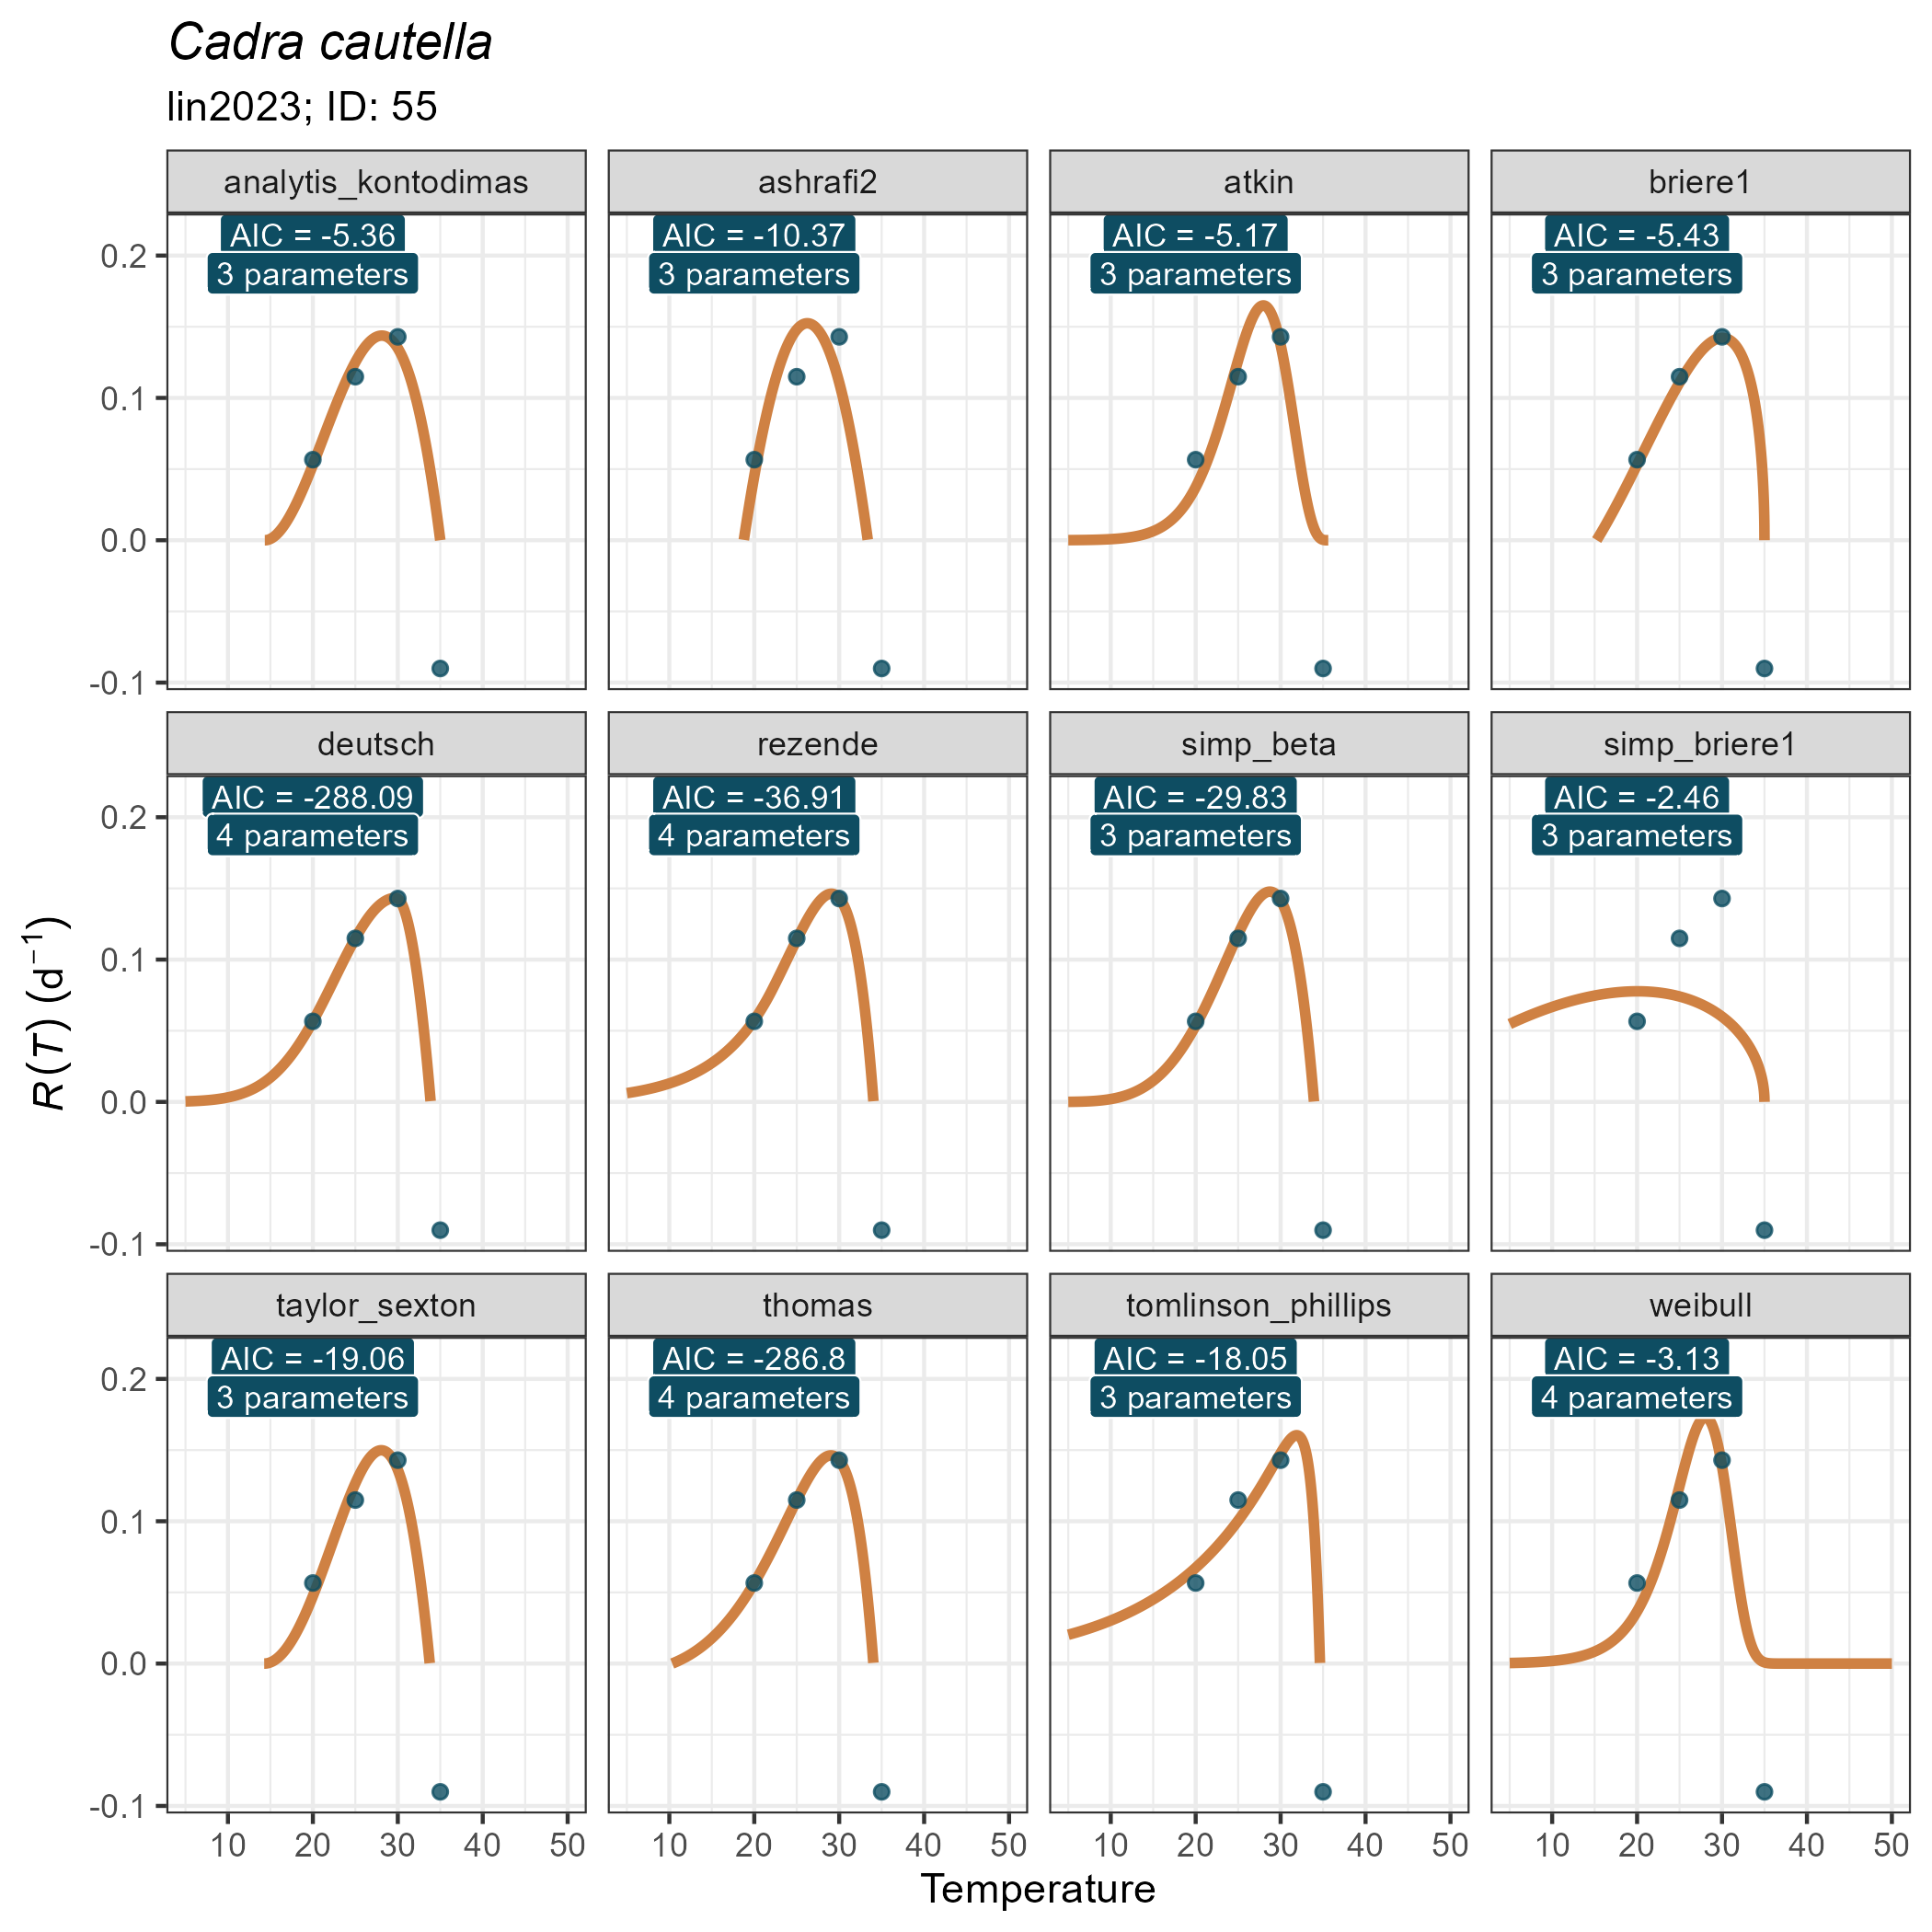 Cadra cautella
lin2023; ID: 55
analytis_kontodimas
ashrafi2
atkin
briere1
AIC = -5.36
3 parameters
AIC = -10.37
3 parameters
AIC = -5.17
3 parameters
AIC = -5.43
3 parameters
0.2
0.1
0.0
-0.1
deutsch
rezende
simp_beta
simp_briere1
AIC = -288.09
4 parameters
AIC = -36.91
4 parameters
AIC = -29.83
3 parameters
AIC = -2.46
3 parameters
0.2
0.1
0.0
-0.1
R(T) (d⁻¹)
taylor_sexton
thomas
tomlinson_phillips
weibull
AIC = -19.06
3 parameters
AIC = -286.8
4 parameters
AIC = -18.05
3 parameters
AIC = -3.13
4 parameters
0.2
0.1
0.0
-0.1
10 20 30 40 50
10 20 30 40 50
10 20 30 40 50
10 20 30 40 50
Temperature